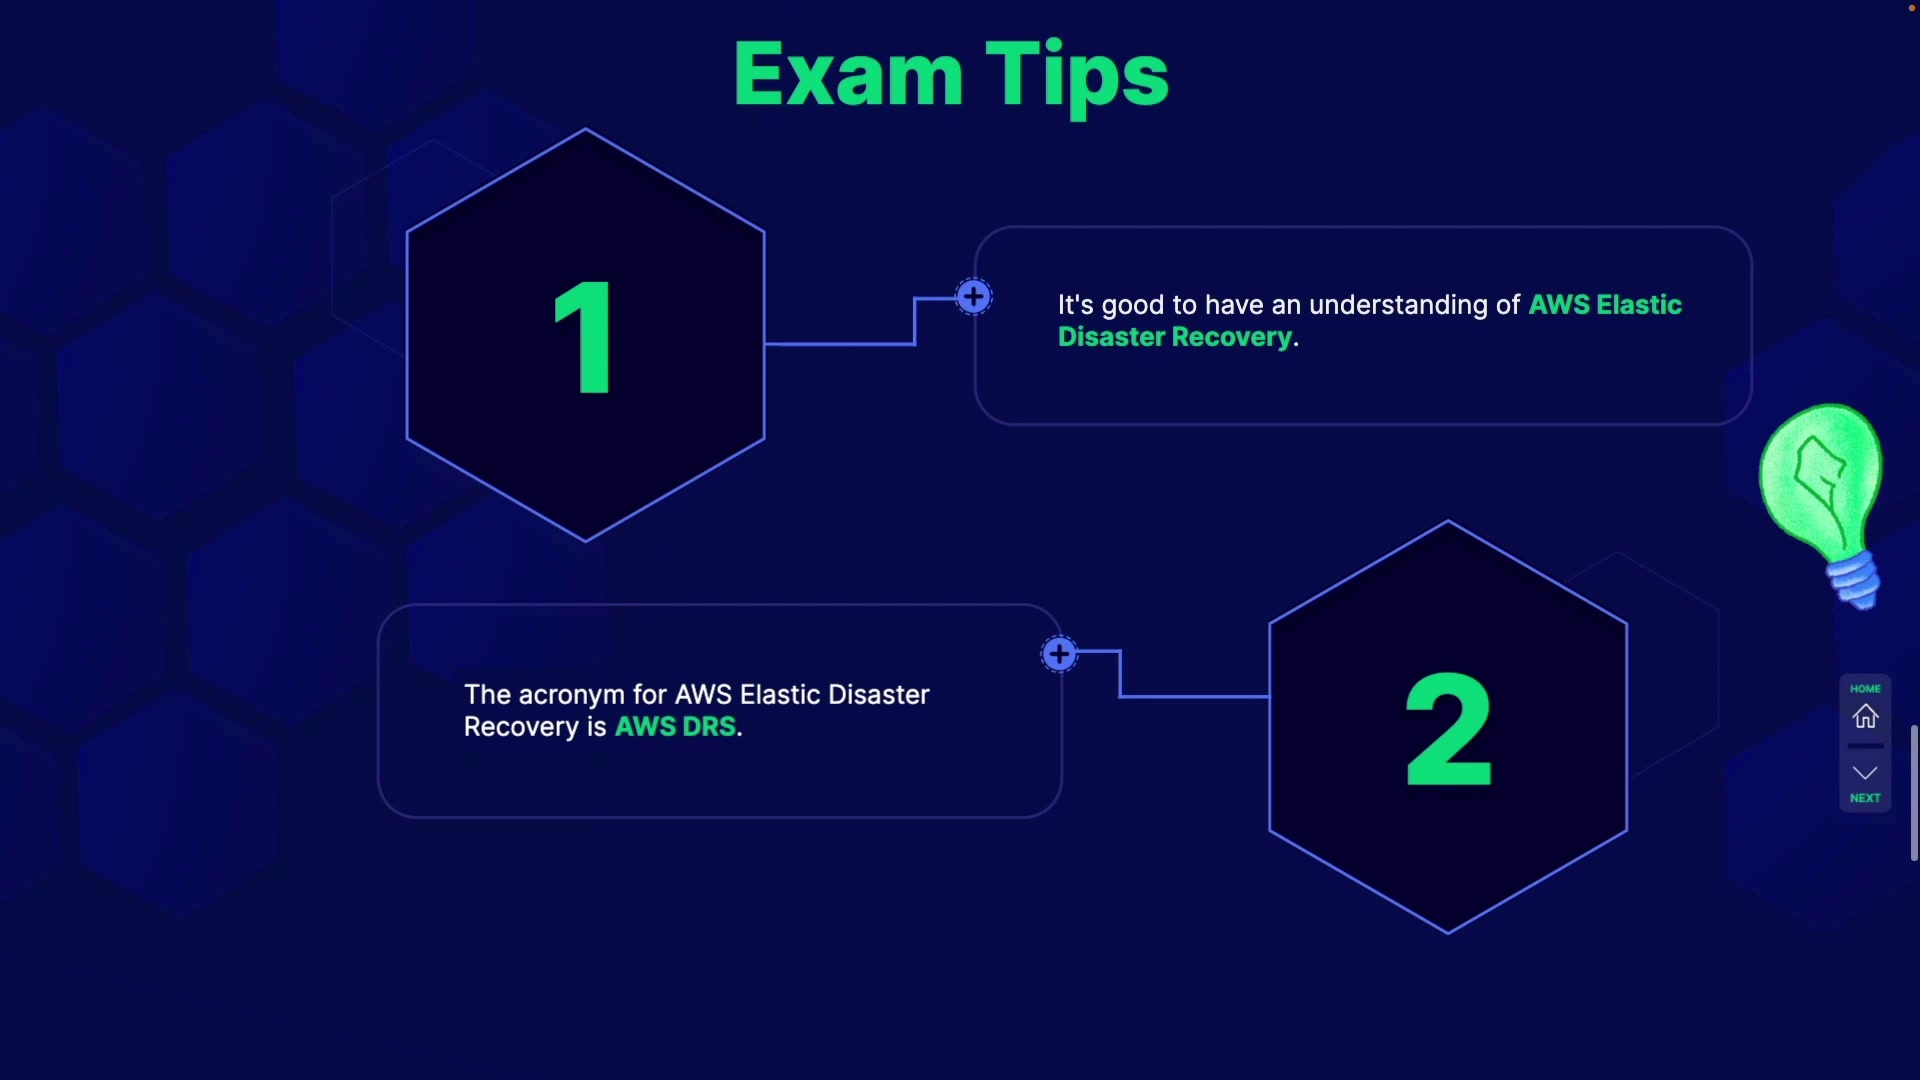 Exam Tips
1
It's good to have an understanding of AWS Elastic
Disaster Recovery.
The acronym for AWS Elastic Disaster
Recovery is AWS DRS.
2
HOME
NEXT